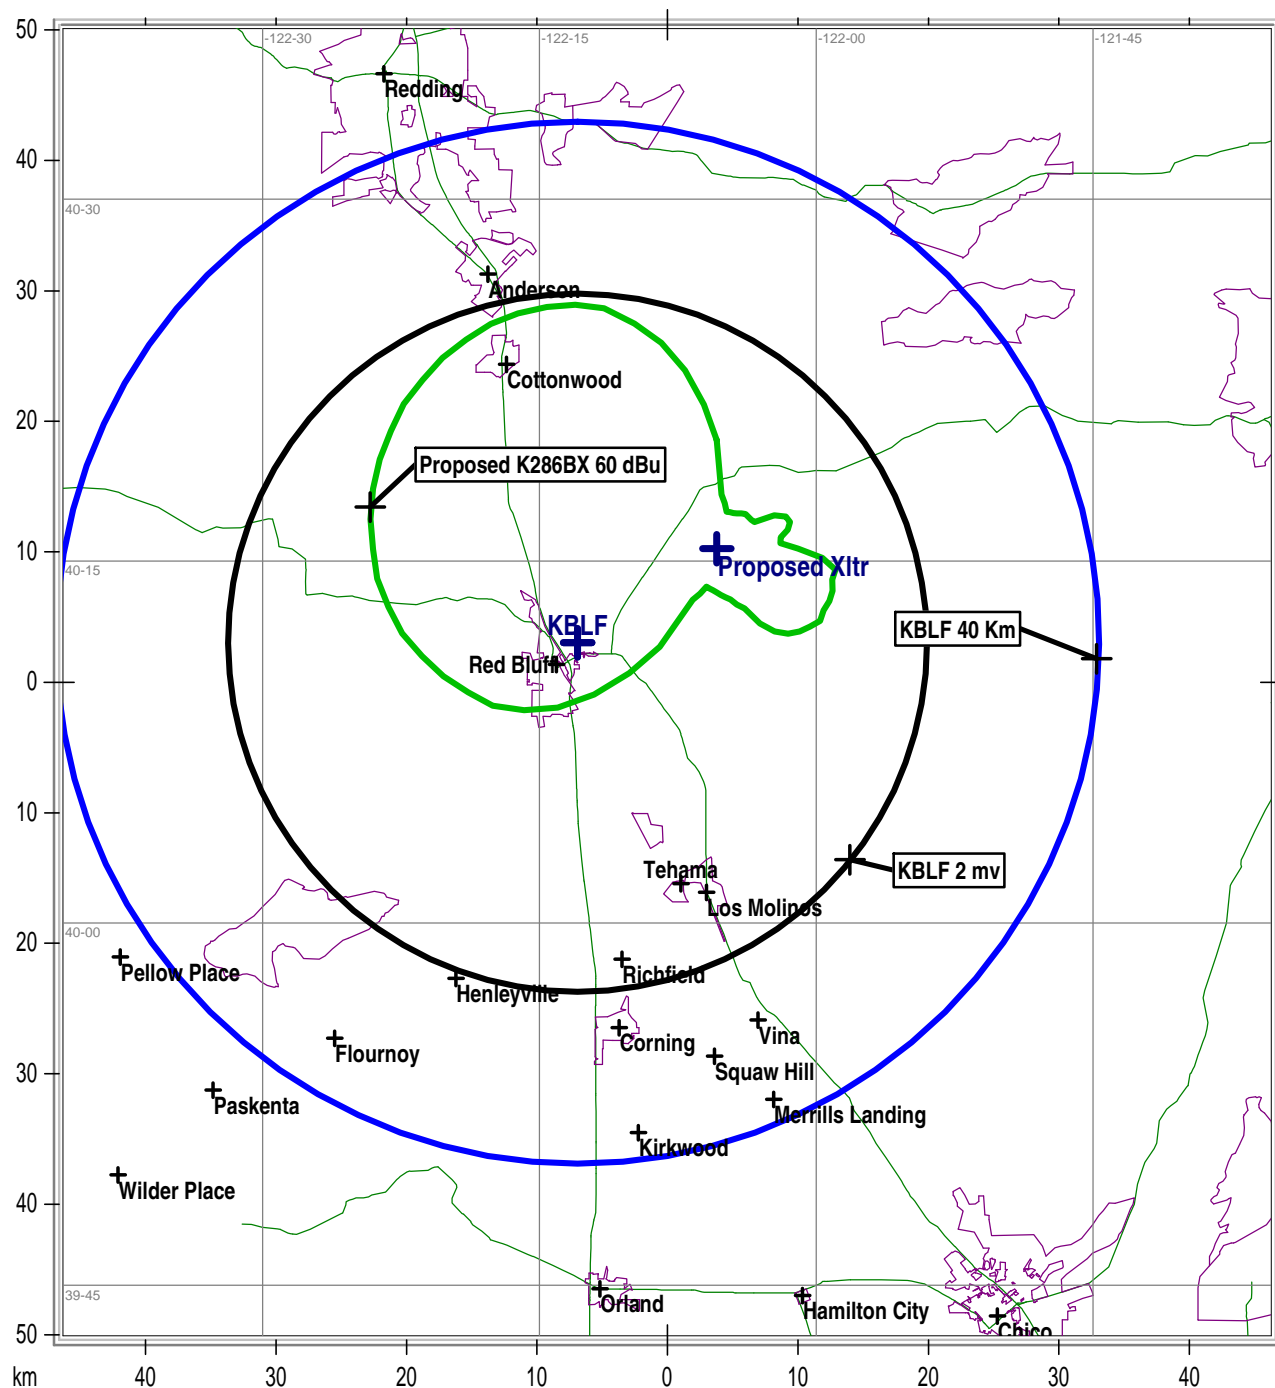 50
-122-30
-122-15
-122-00
-121-45
Redding
40
40-30
30
Anderson
Cottonwood
20
Proposed K286BX 60 dBu
10
40-15
Proposed Xltr
KBLF
KBLF 40 Km
Red Bluff
0
10
Tehama
KBLF 2 mv
Los Molinos
40-00
20
Pellow Place
Richfield
Henleyville
Corning
Vina
Flournoy
Squaw Hill
30
Paskenta
Merrills Landing
Kirkwood
Wilder Place
40
39-45
Orland
Hamilton City
Chico
50
km 40 30 20 10 0 10 20 30 40